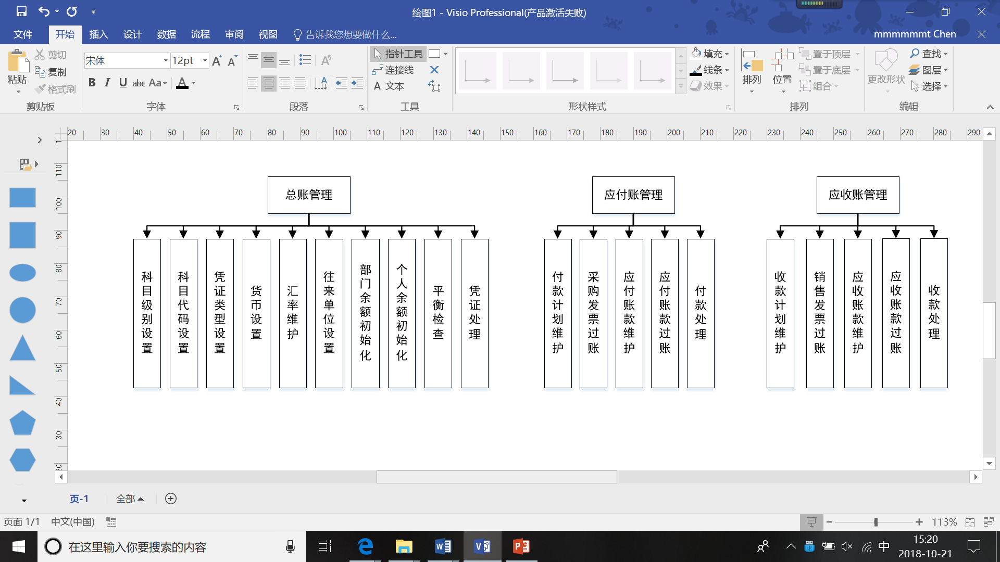 绘图1 - Visio Professional(产品激活失败)
文件 开始 插入 设计 数据 流程 审阅 视图 告诉我您想要做什么... mmmmmmt Chen
粘贴
剪切
复制
格式刷
剪贴板
宋体 12pt
B I U abc Aa A
字体
段落
指针工具
连接线
A 文本
工具
形状样式
填充
线条
效果
排列
位置
置于顶层
置于底层
组合
排列
更改形状
查找
图层
选择
编辑
20 30 40 50 60 70 80 90 100 110 120 130 140 150 160 170 180 190 200 210 220 230 240 250 260 270 280 290
110
100
90
80
70
60
50
40
30
20
总账管理
科目级别设置
科目代码设置
凭证类型设置
货币设置
汇率维护
往来单位设置
部门余额初始化
个人余额初始化
平衡检查
凭证处理
应付账管理
付款计划维护
采购发票过账
应付账款维护
应付账款过账
付款处理
应收账管理
收款计划维护
销售发票过账
应收账款维护
应收账款过账
收款处理
页-1 全部
页面 1/1 中文(中国) 113%
在这里输入你要搜索的内容
中
15:20
2018-10-21